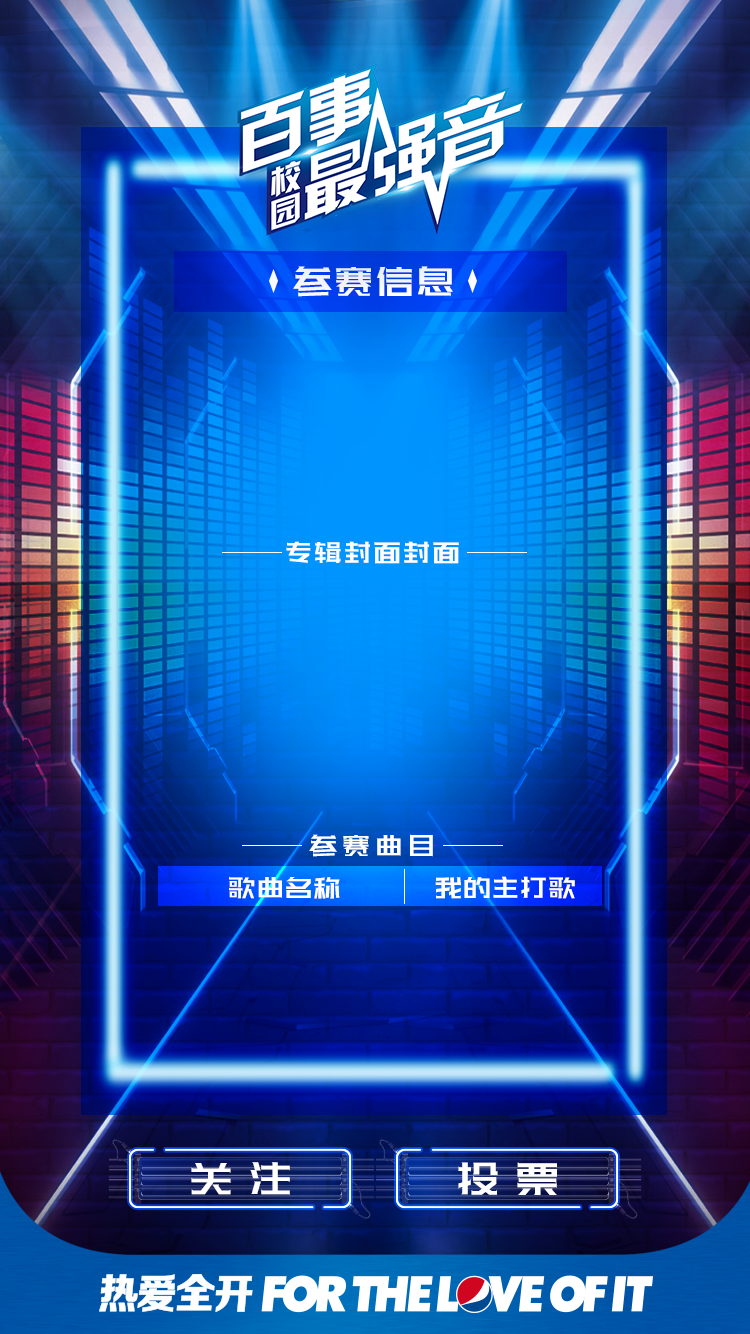 百事
校园最强音
参赛信息
专辑封面封面
参赛曲目
歌曲名称 我的主打歌
关注 投票
热爱全开 FOR THE LOVE OF IT